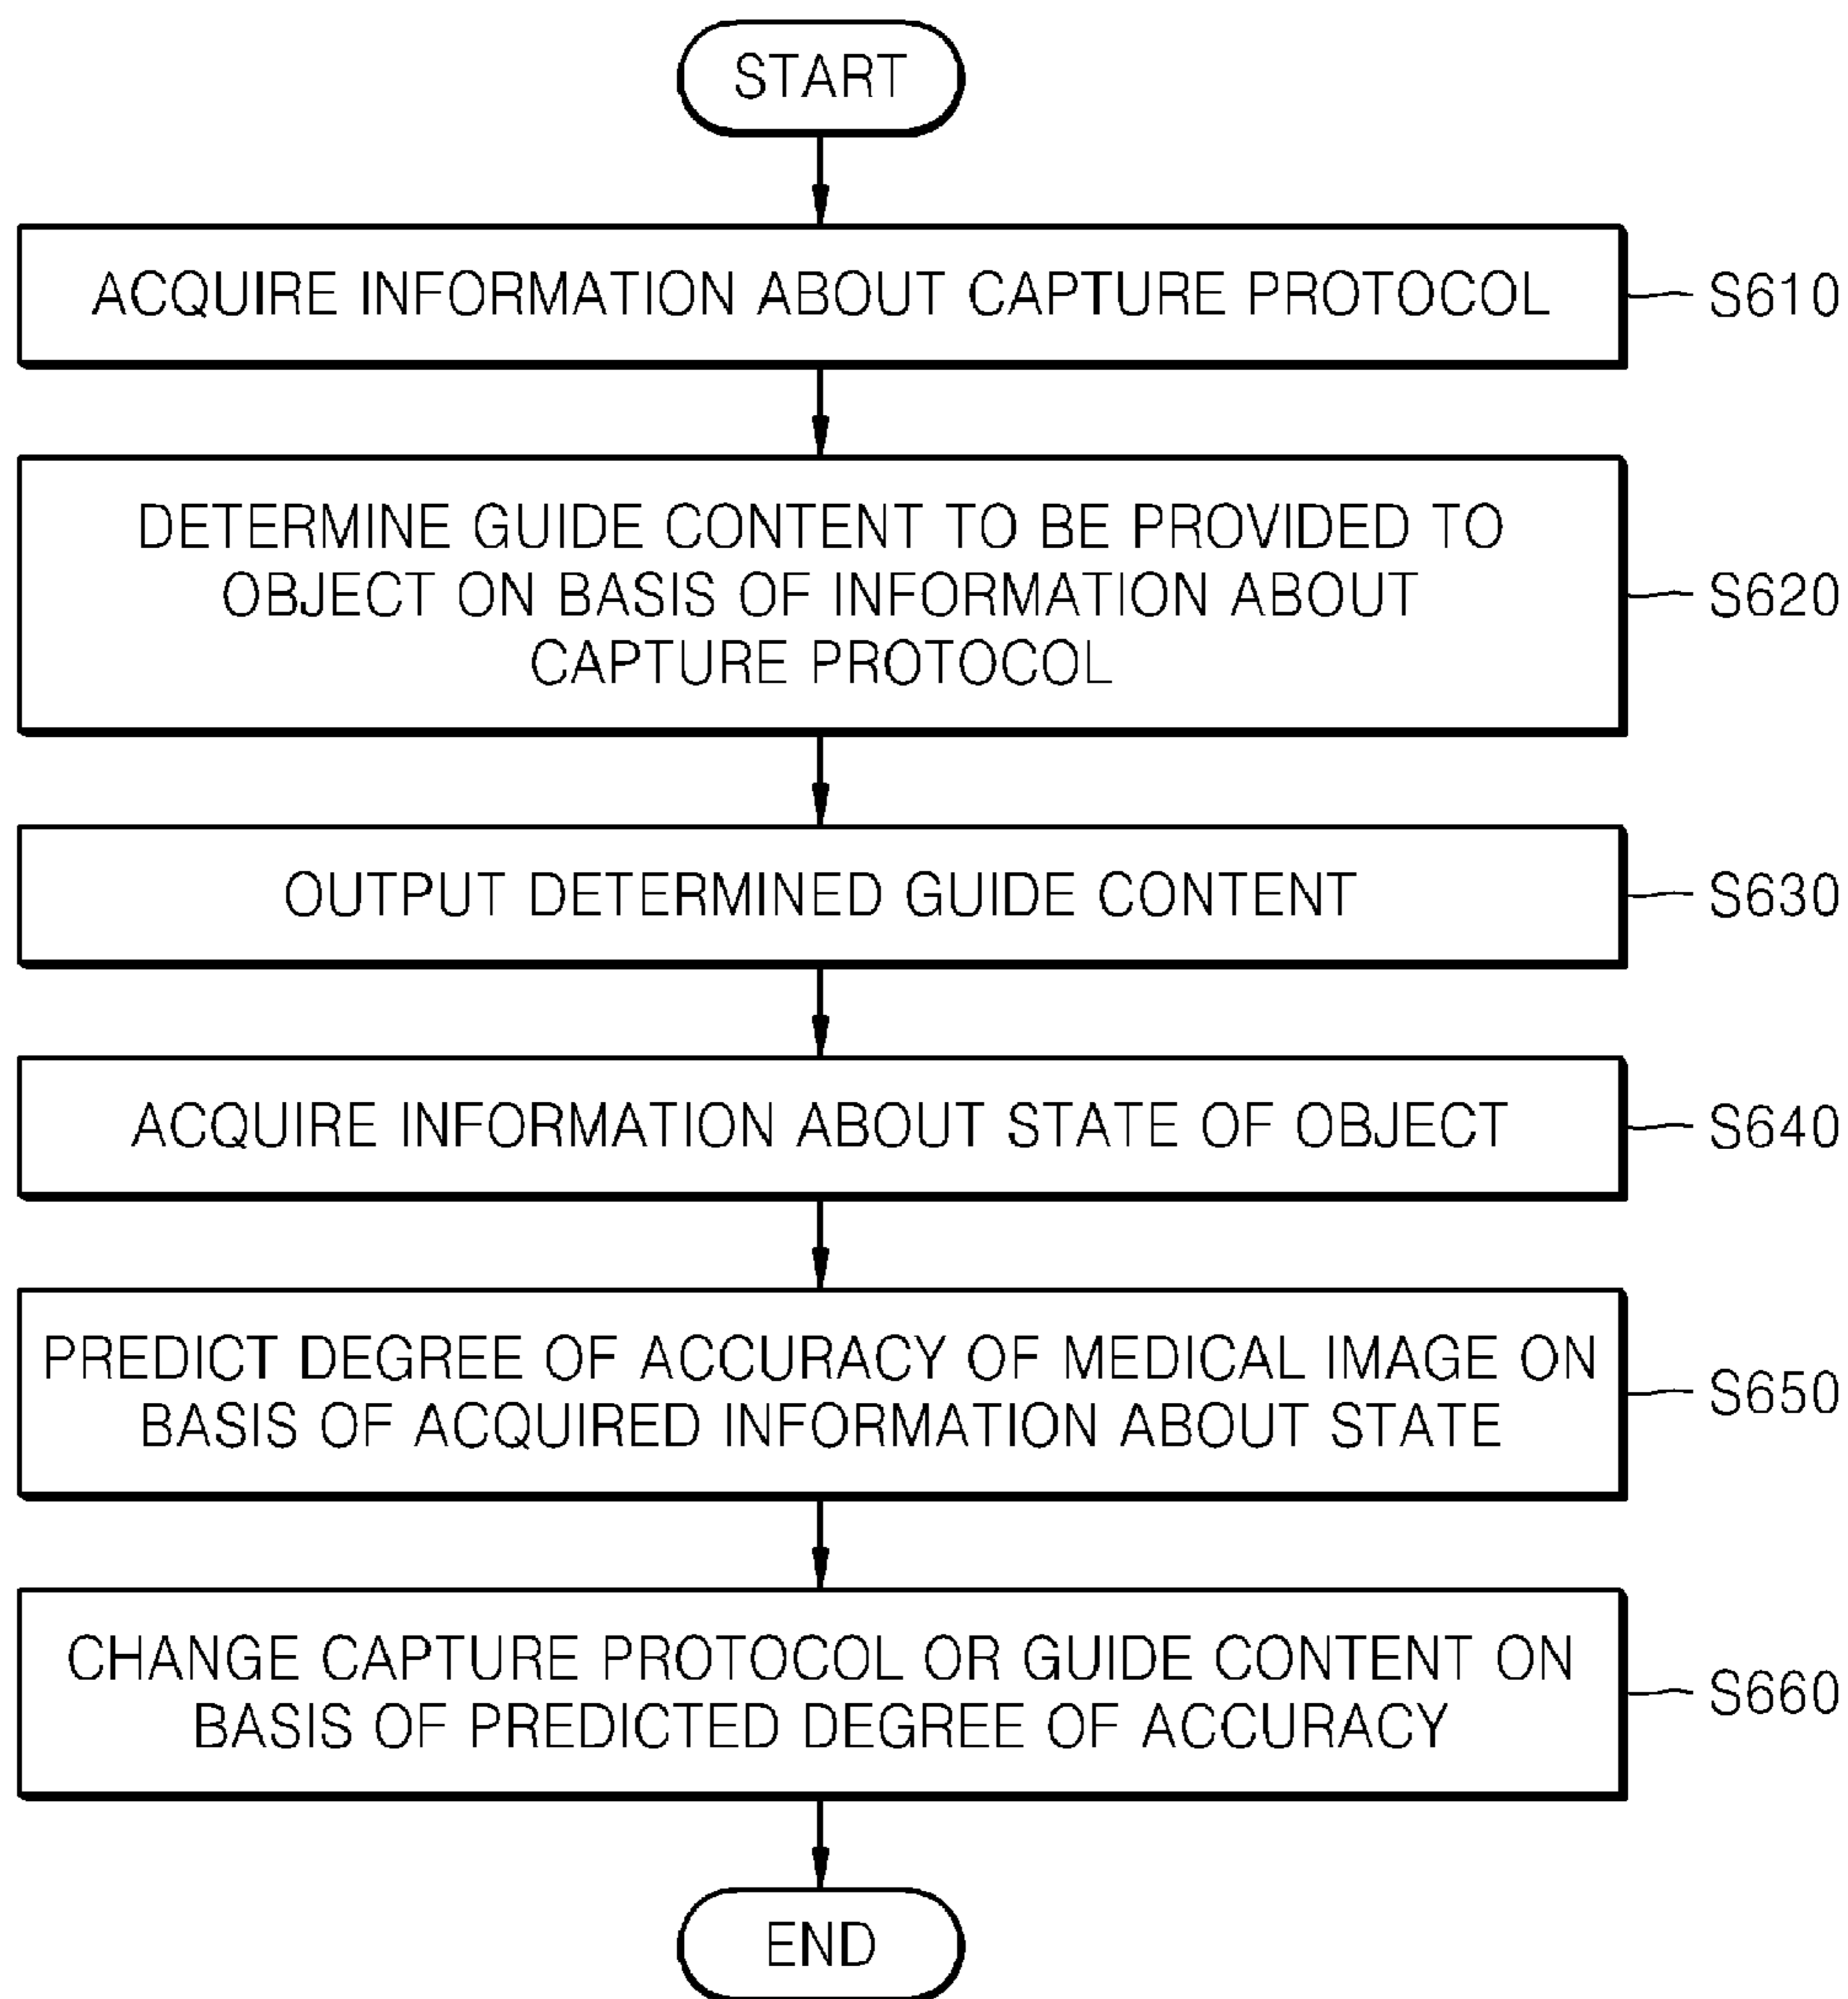 START
ACQUIRE INFORMATION ABOUT CAPTURE PROTOCOL
S610
DETERMINE GUIDE CONTENT TO BE PROVIDED TO
OBJECT ON BASIS OF INFORMATION ABOUT
CAPTURE PROTOCOL
S620
OUTPUT DETERMINED GUIDE CONTENT
S630
ACQUIRE INFORMATION ABOUT STATE OF OBJECT
S640
PREDICT DEGREE OF ACCURACY OF MEDICAL IMAGE ON
BASIS OF ACQUIRED INFORMATION ABOUT STATE
S650
CHANGE CAPTURE PROTOCOL OR GUIDE CONTENT ON
BASIS OF PREDICTED DEGREE OF ACCURACY
S660
END